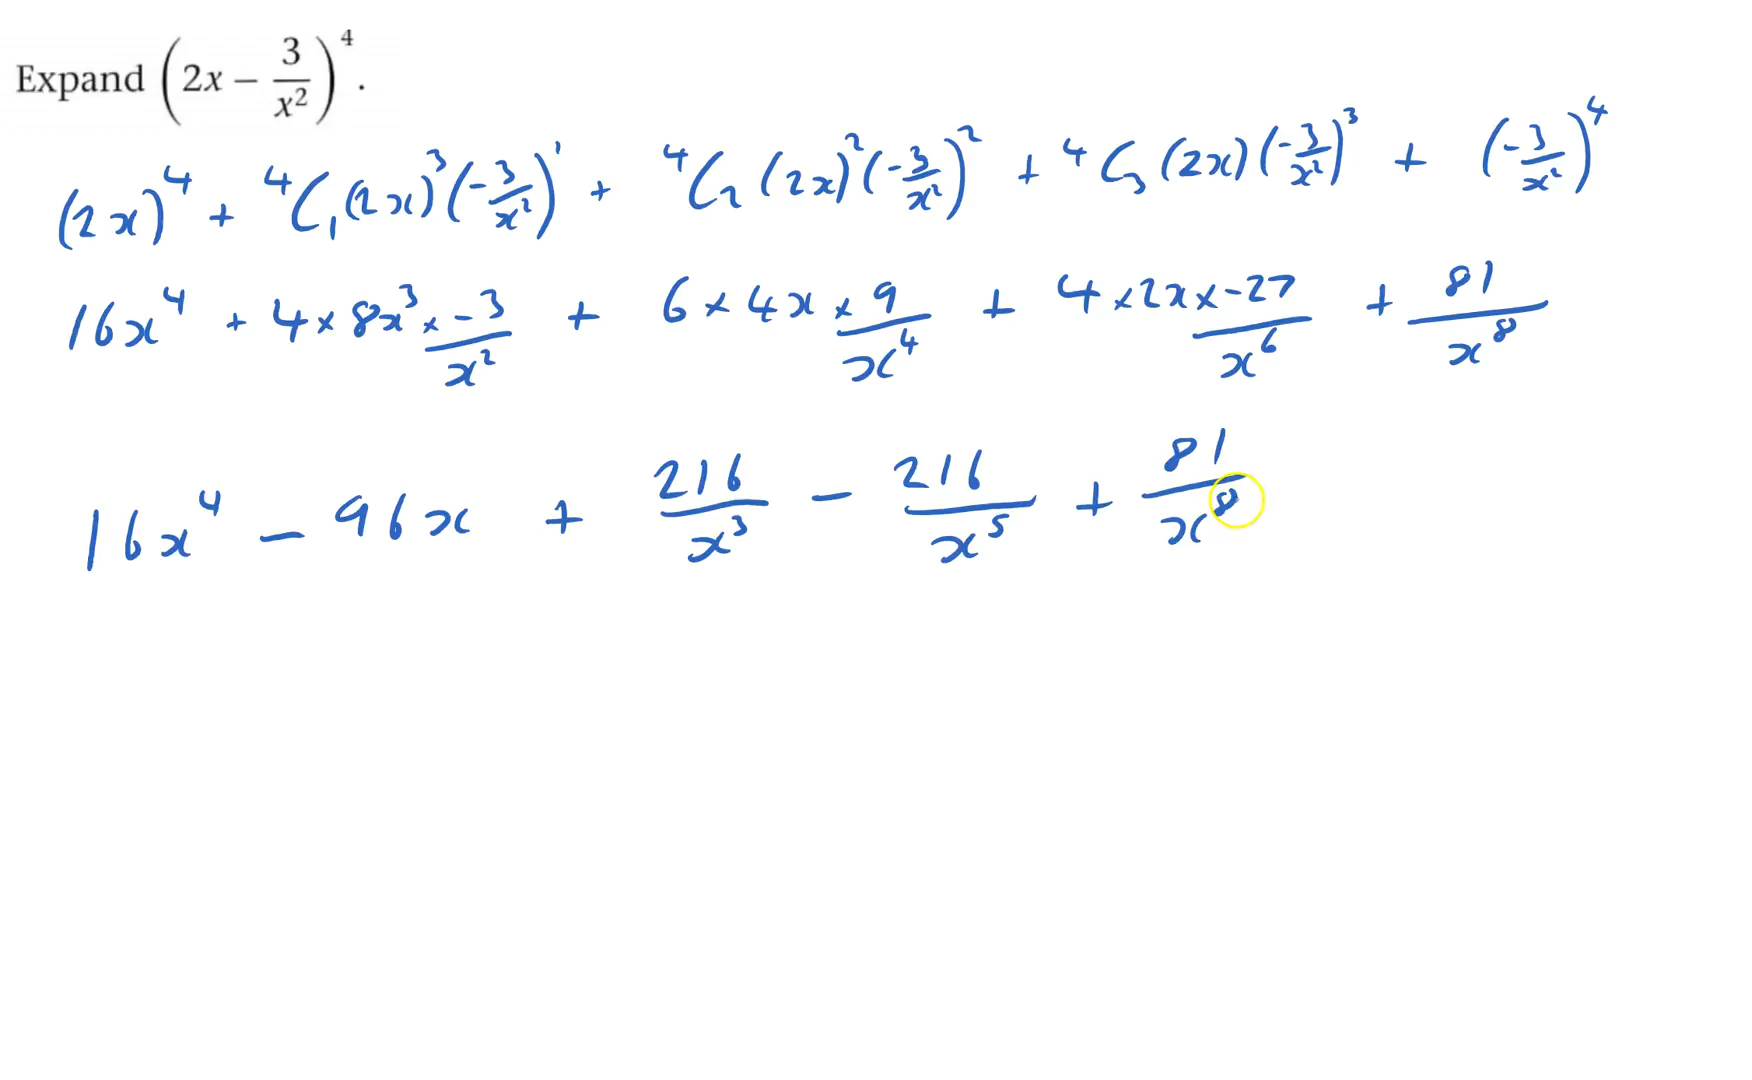 Expand (2x − 3/x²)⁴.
(2x)⁴ + ⁴C₁(2x)³(−3/x²)¹ + ⁴C₂(2x)²(−3/x²)² + ⁴C₃(2x)(−3/x²)³ + (−3/x²)⁴
16x⁴ + 4 × 8x³ × −3/x² + 6 × 4x × 9/x⁴ + 4 × 2x × −27/x⁶ + 81/x⁸
16x⁴ − 96x + 216/x³ − 216/x⁵ + 81/x⁸